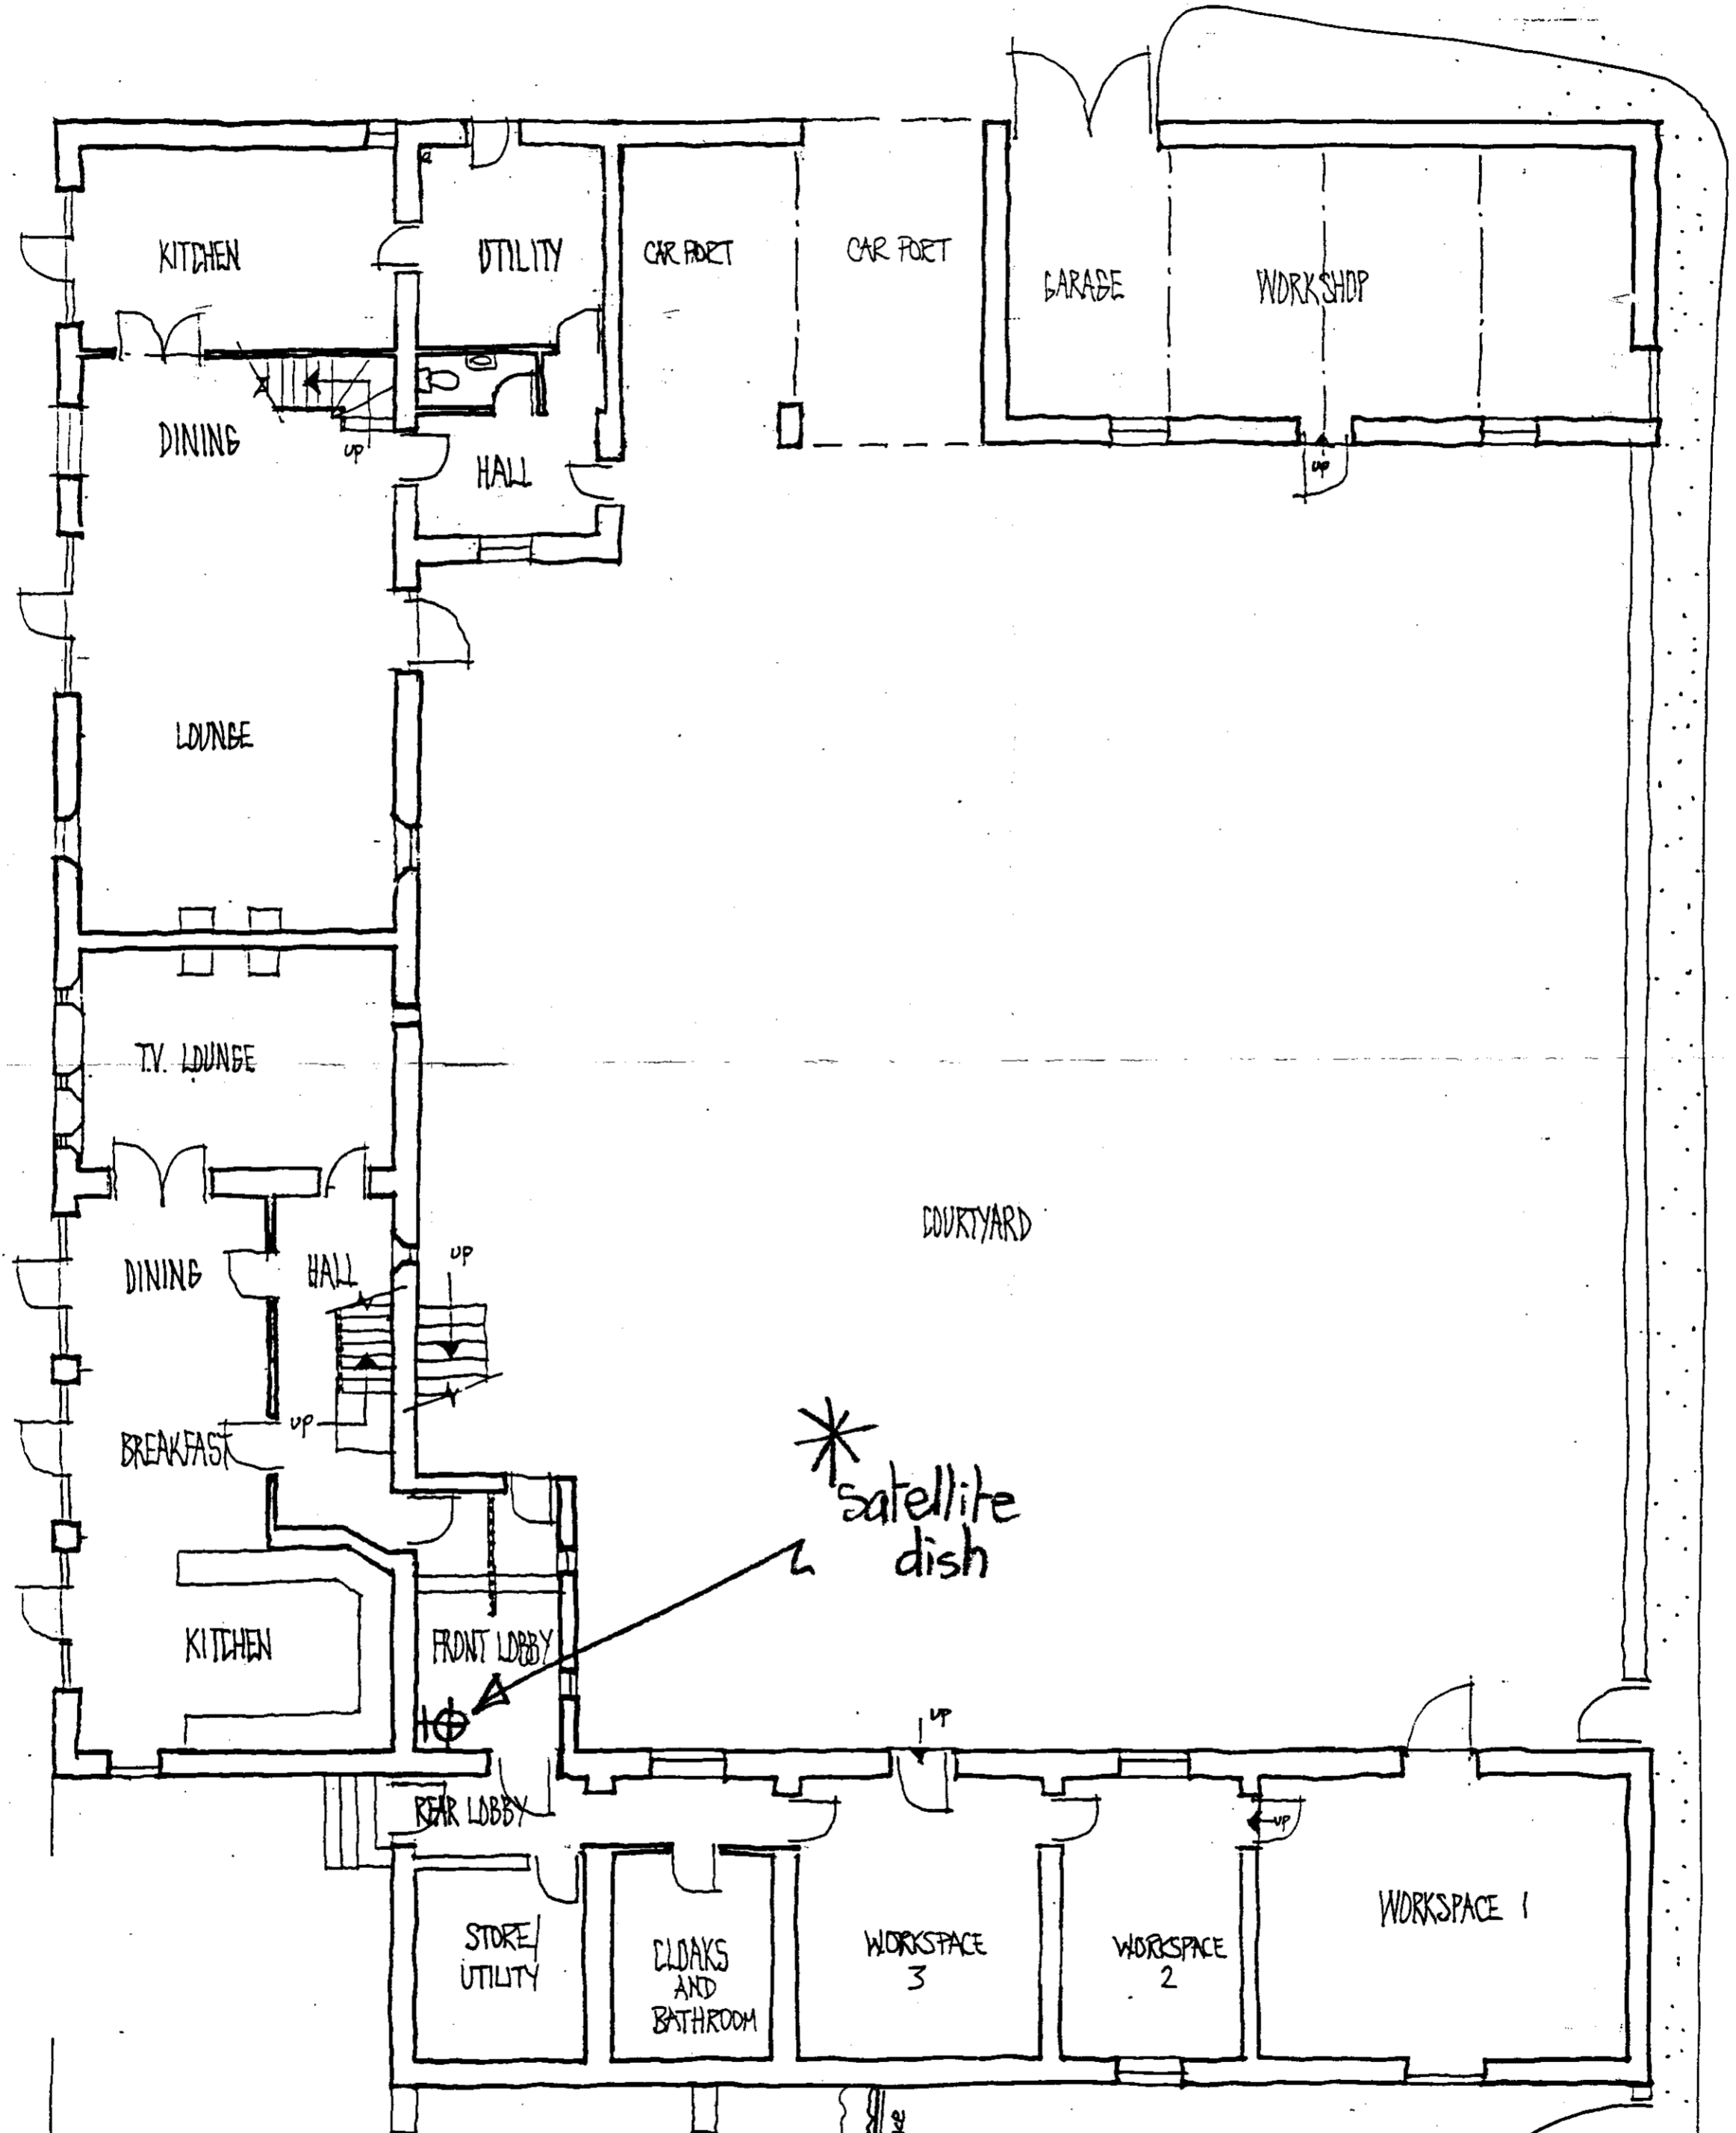 KITCHEN
UTILITY
CAR PORT
CAR PORT
GARAGE
WORKSHOP
DINING
UP
HALL
UP
LOUNGE
T.V. LOUNGE
COURTYARD
DINING
HALL
UP
UP
BREAKFAST
satellite
dish
KITCHEN
FRONT LOBBY
UP
REAR LOBBY
UP
STORE/
UTILITY
CLOAKS
AND
BATHROOM
WORKSPACE
3
WORKSPACE
2
WORKSPACE 1